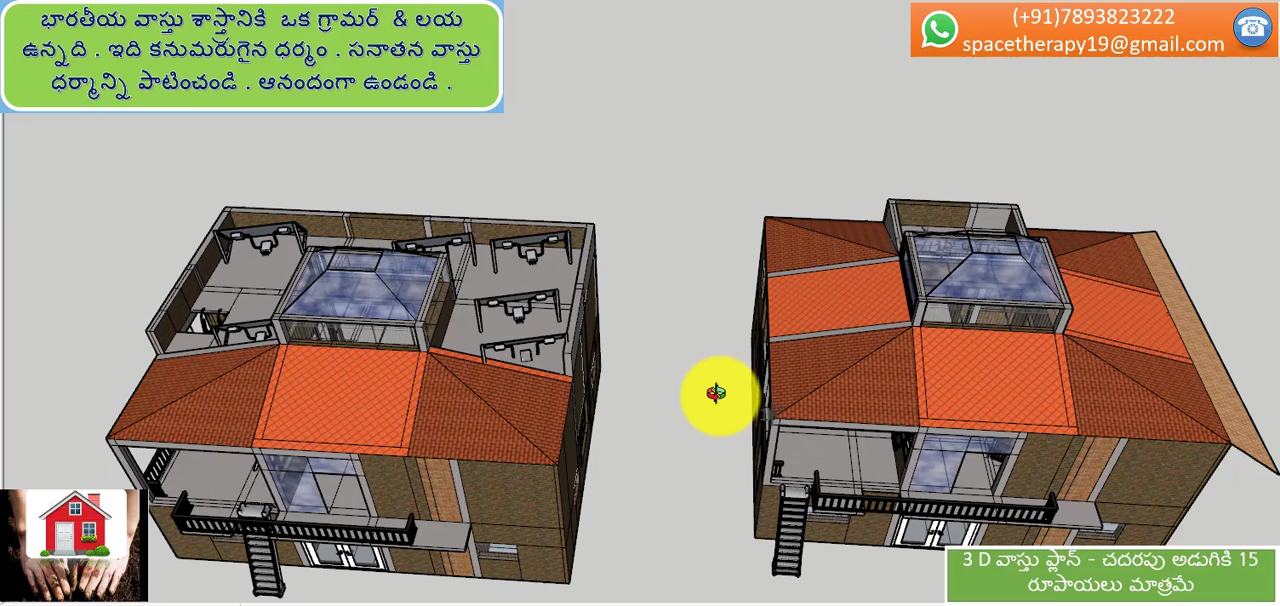 భారతీయ వాస్తు శాస్త్రానికి ఒక గ్రామర్ & లయ
ఉన్నది . ఇది కనుమరుగైన ధర్మం . సనాతన వాస్తు
ధర్మాన్ని పాటించండి . ఆనందంగా ఉండండి .
(+91)7893823222
spacetherapy19@gmail.com
3 D వాస్తు ప్లాన్ - చదరపు అడుగికి 15
రూపాయలు మాత్రమే